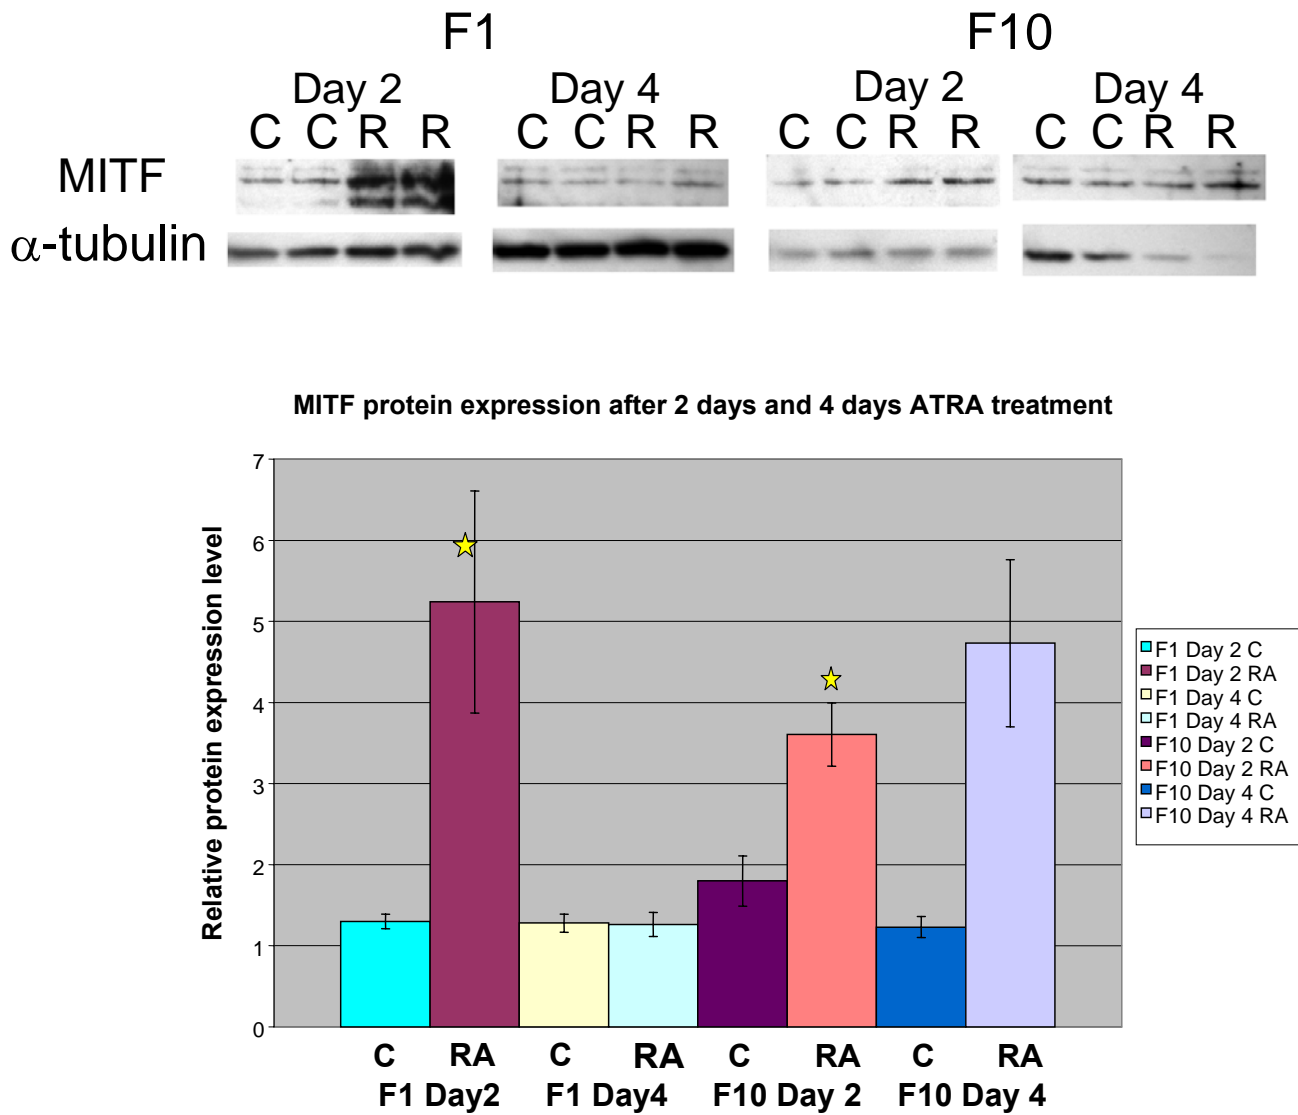 F1 F10
Day 2 Day 4 Day 2 Day 4
C C R R C C R R C C R R C C R R
MITF
α-tubulin
MITF protein expression after 2 days and 4 days ATRA treatment
Relative protein expression level
7
6
5
4
3
2
1
0
C RA C RA C RA C RA
F1 Day2 F1 Day4 F10 Day 2 F10 Day 4
F1 Day 2 C
F1 Day 2 RA
F1 Day 4 C
F1 Day 4 RA
F10 Day 2 C
F10 Day 2 RA
F10 Day 4 C
F10 Day 4 RA